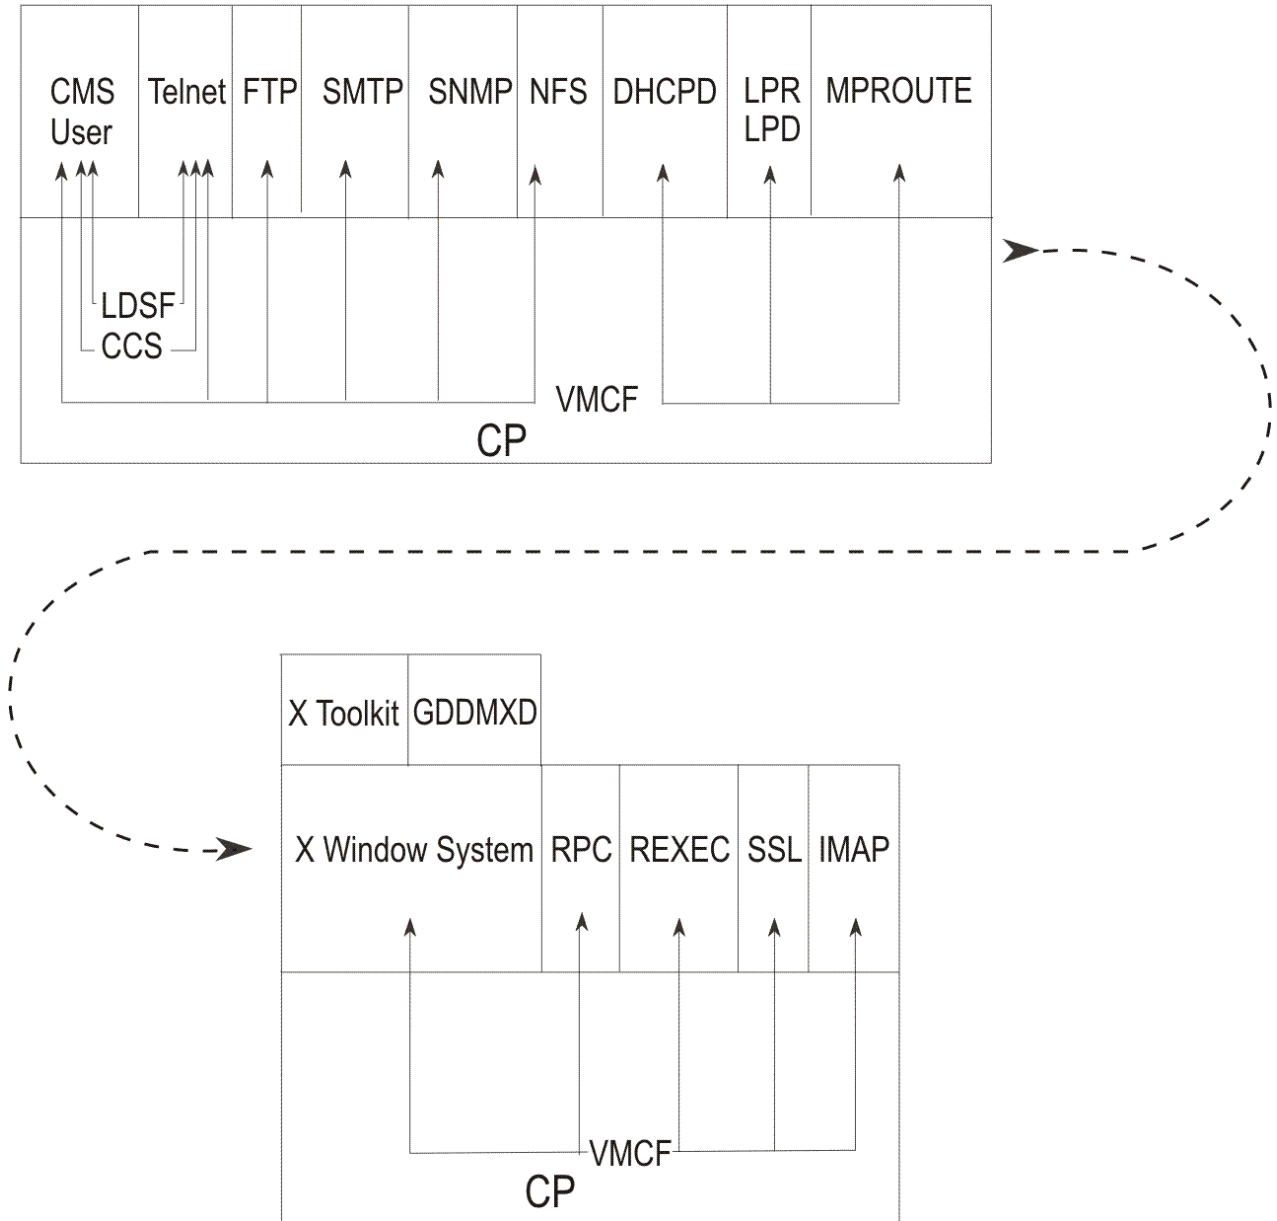 CMS User
Telnet
FTP
SMTP
SNMP
NFS
DHCPD
LPR LPD
MPROUTE
LDSF
CCS
VMCF
CP
X Toolkit
GDDMXD
X Window System
RPC
REXEC
SSL
IMAP
VMCF
CP